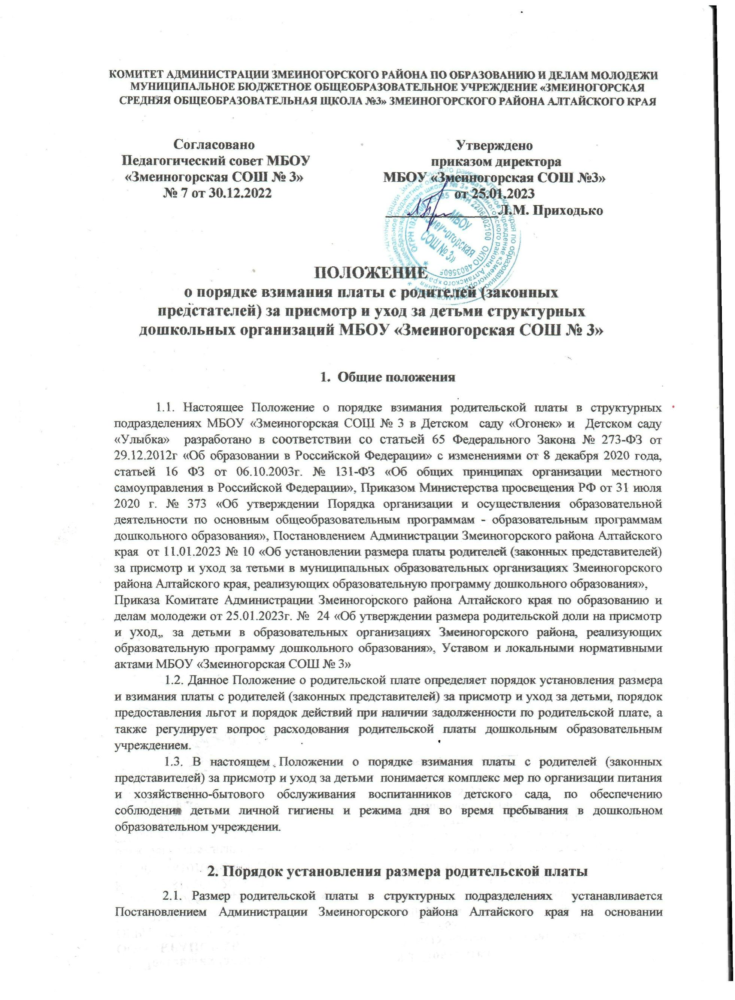 КОМИТЕТ АДМИНИСТРАЦИИ ЗМЕИНОГОРСКОГО РАЙОНА ПО ОБРАЗОВАНИЮ И ДЕЛАМ МОЛОДЕЖИ
МУНИЦИПАЛЬНОЕ БЮДЖЕТНОЕ ОБЩЕОБРАЗОВАТЕЛЬНОЕ УЧРЕЖДЕНИЕ «ЗМЕИНОГОРСКАЯ
СРЕДНЯЯ ОБЩЕОБРАЗОВАТЕЛЬНАЯ ШКОЛА №3» ЗМЕИНОГОРСКОГО РАЙОНА АЛТАЙСКОГО КРАЯ
Согласовано
Педагогический совет МБОУ
«Змеиногорская СОШ № 3»
№ 7 от 30.12.2022
Утверждено
приказом директора
МБОУ «Змеиногорская СОШ №3»
от 25.01.2023
Л.М. Приходько
МБОУ
«Змеиногорская
СОШ № 3»
ПОЛОЖЕНИЕ
о порядке взимания платы с родителей (законных
предстателей) за присмотр и уход за детьми структурных
дошкольных организаций МБОУ «Змеиногорская СОШ № 3»
1. Общие положения
1.1. Настоящее Положение о порядке взимания родительской платы в структурных
подразделениях МБОУ «Змеиногорская СОШ № 3 в Детском саду «Огонек» и Детском саду
«Улыбка» разработано в соответствии со статьей 65 Федерального Закона № 273-ФЗ от
29.12.2012г «Об образовании в Российской Федерации» с изменениями от 8 декабря 2020 года,
статьей 16 ФЗ от 06.10.2003г. № 131-ФЗ «Об общих принципах организации местного
самоуправления в Российской Федерации», Приказом Министерства просвещения РФ от 31 июля
2020 г. № 373 «Об утверждении Порядка организации и осуществления образовательной
деятельности по основным общеобразовательным программам - образовательным программам
дошкольного образования», Постановлением Администрации Змеиногорского района Алтайского
края от 11.01.2023 № 10 «Об установлении размера платы родителей (законных представителей)
за присмотр и уход за тетьми в муниципальных образовательных организациях Змеиногорского
района Алтайского края, реализующих образовательную программу дошкольного образования»,
Приказа Комитате Администрации Змеиногорского района Алтайского края по образованию и
делам молодежи от 25.01.2023г. № 24 «Об утверждении размера родительской доли на присмотр
и уход,, за детьми в образовательных организациях Змеиногорского района, реализующих
образовательную программу дошкольного образования», Уставом и локальными нормативными
актами МБОУ «Змеиногорская СОШ № 3»
1.2. Данное Положение о родительской плате определяет порядок установления размера
и взимания платы с родителей (законных представителей) за присмотр и уход за детьми, порядок
предоставления льгот и порядок действий при наличии задолженности по родительской плате, а
также регулирует вопрос расходования родительской платы дошкольным образовательным
учреждением.
1.3. В настоящем Положении о порядке взимания платы с родителей (законных
представителей) за присмотр и уход за детьми понимается комплекс мер по организации питания
и хозяйственно-бытового обслуживания воспитанников детского сада, по обеспечению
соблюдения детьми личной гигиены и режима дня во время пребывания в дошкольном
образовательном учреждении.
2. Порядок установления размера родительской платы
2.1. Размер родительской платы в структурных подразделениях устанавливается
Постановлением Администрации Змеиногорского района Алтайского края на основании